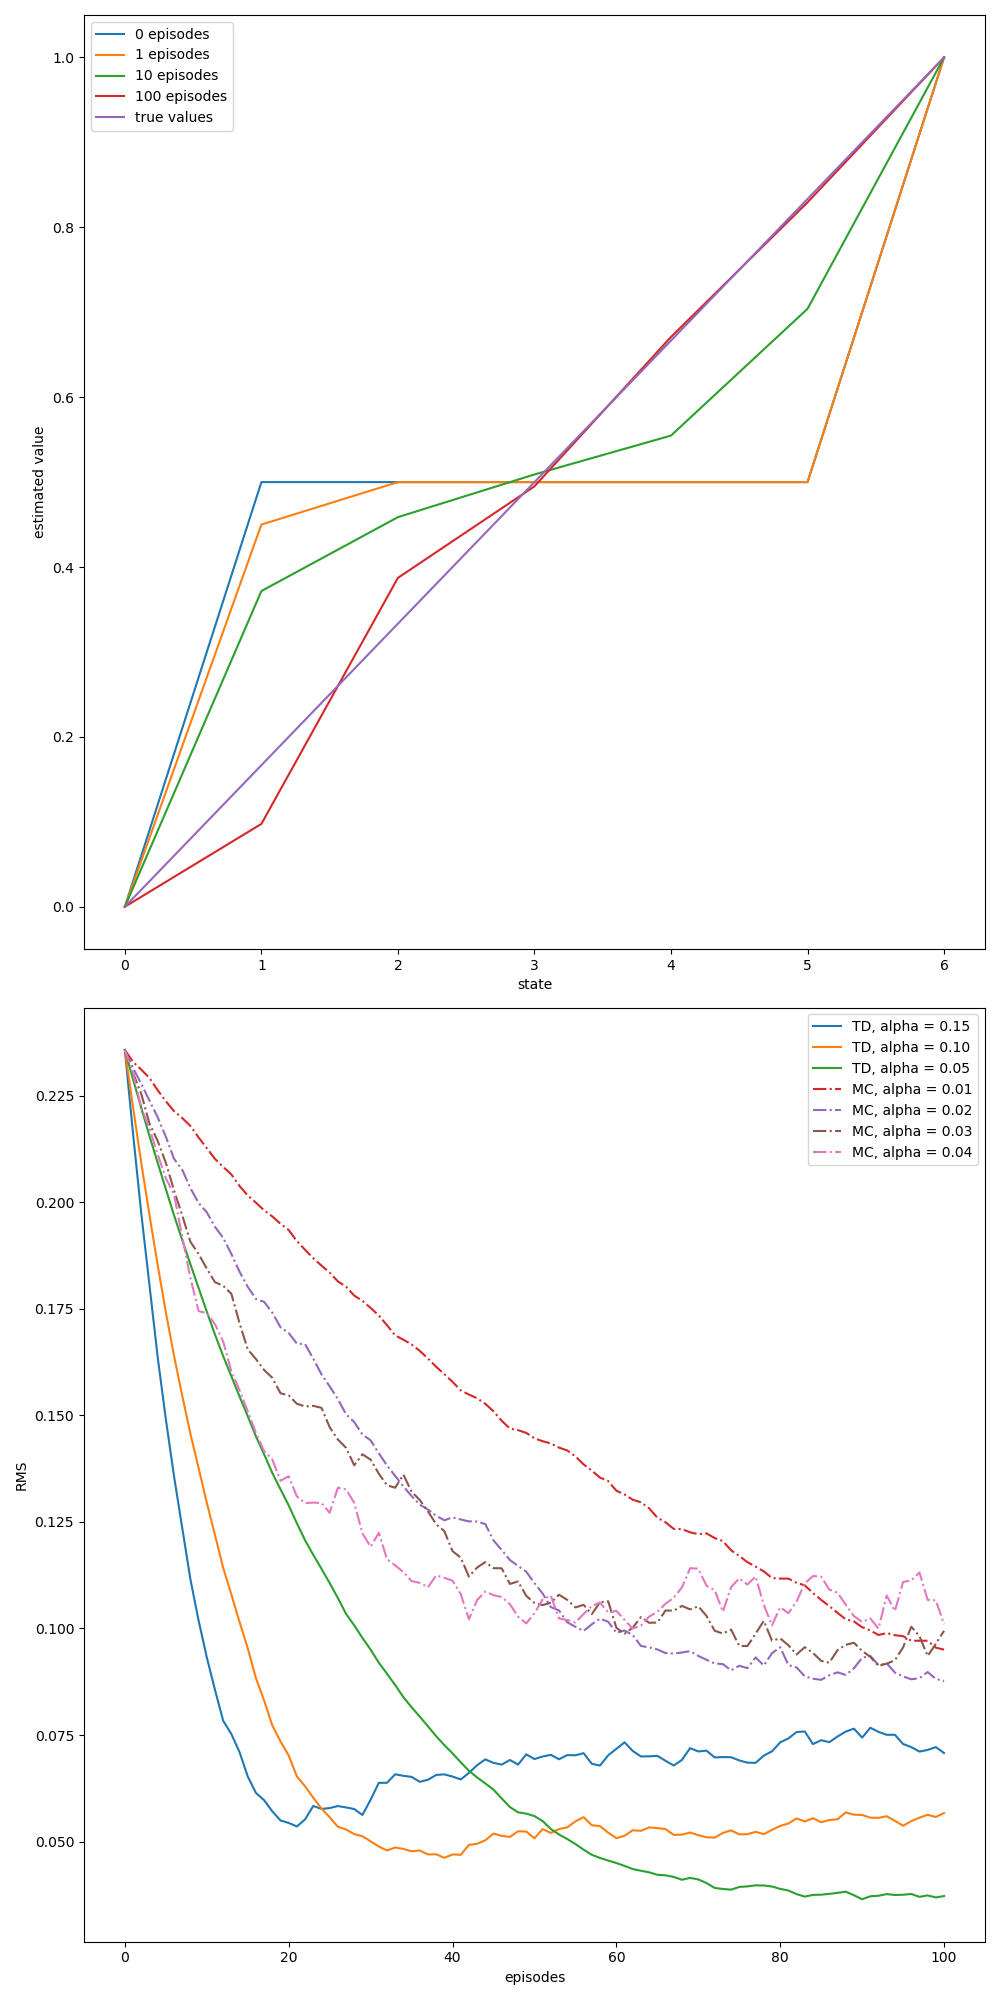 0 episodes
1 episodes
10 episodes
100 episodes
true values
1.0
0.8
0.6
0.4
0.2
0.0
estimated value
0 1 2 3 4 5 6
state
TD, alpha = 0.15
TD, alpha = 0.10
TD, alpha = 0.05
MC, alpha = 0.01
MC, alpha = 0.02
MC, alpha = 0.03
MC, alpha = 0.04
0.225
0.200
0.175
0.150
0.125
0.100
0.075
0.050
RMS
0 20 40 60 80 100
episodes